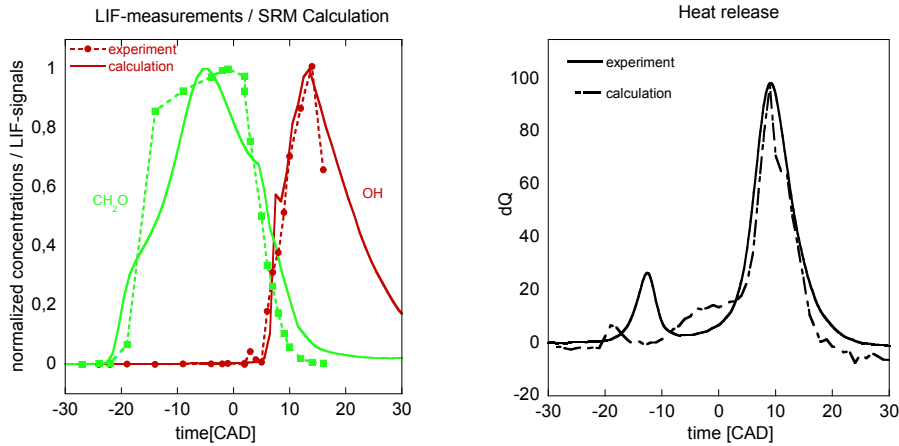 LIF-measurements / SRM Calculation
normalized concentrations / LIF-signals
experiment
calculation
CH2O
OH
1
0,8
0,6
0,4
0,2
0
-30 -20 -10 0 10 20 30
time[CAD]
Heat release
dQ
experiment
calculation
100
80
60
40
20
0
-20
-30 -20 -10 0 10 20 30
time [CAD]